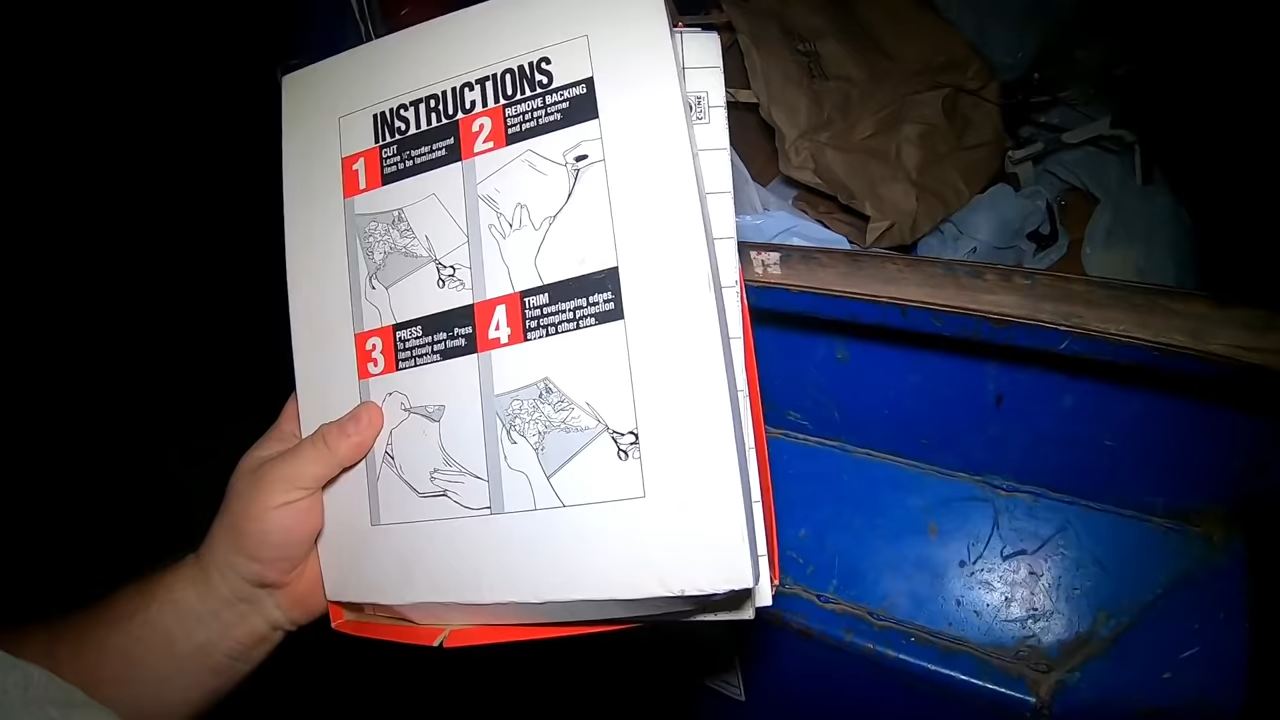 INSTRUCTIONS
1
CUT
Leave ½" border around
item to be laminated.
2
REMOVE BACKING
Start at any corner
and peel slowly.
3
PRESS
To adhesive side – Press
item slowly and firmly.
Avoid bubbles.
4
TRIM
Trim overlapping edges.
For complete protection
apply to other side.
C-LINE